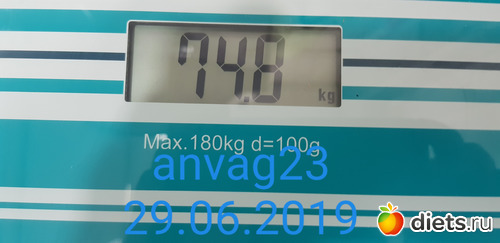 74.8
kg
Max.180kg d=100g
anvag23
29.06.2019
diets.ru